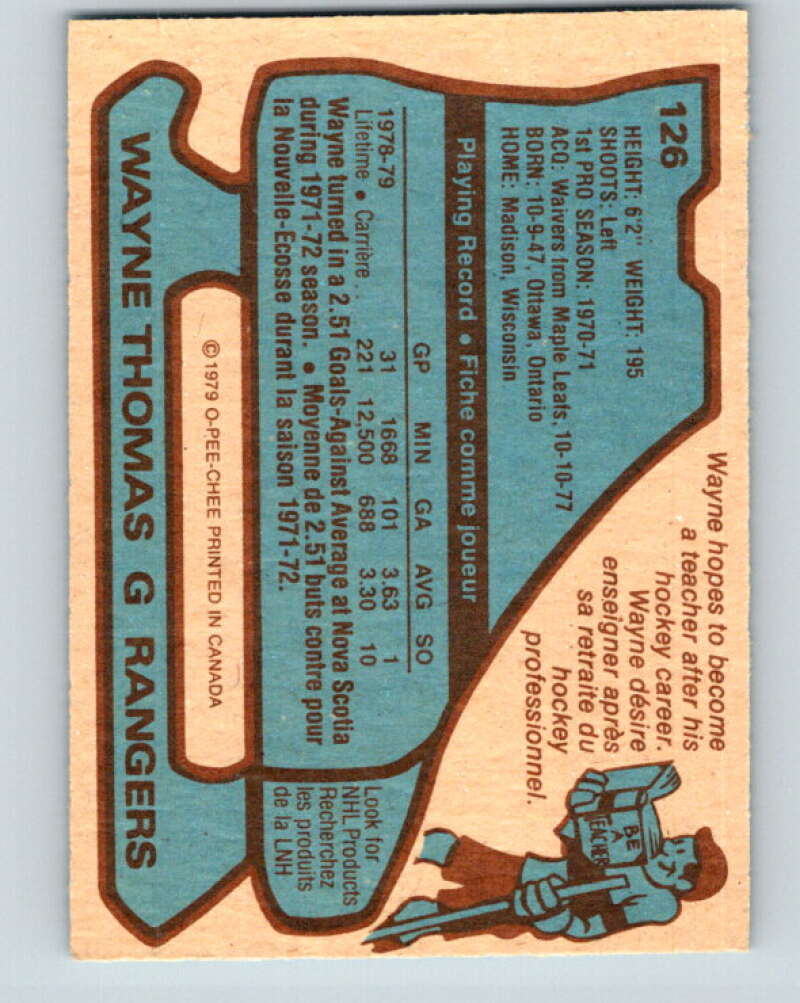 126
HEIGHT: 6'2" WEIGHT: 195
SHOOTS: Left
1st PRO SEASON: 1970-71
ACQ: Waivers from Maple Leafs, 10-10-77
BORN: 10-9-47, Ottawa, Ontario
HOME: Madison, Wisconsin
Wayne hopes to become
a teacher after his
hockey career.
Wayne désire
enseigner après
sa retraite du
hockey
professionnel.
BE
A
TEACHER
Playing Record • Fiche comme joueur
GP MIN GA AVG SO
1978-79 31 1668 101 3.63 1
Lifetime • Carrière . . 221 12,500 688 3.30 10
Wayne turned in a 2.51 Goals-Against Average at Nova Scotia
during 1971-72 season. • Moyenne de 2.51 buts contre pour
la Nouvelle-Ecosse durant la saison 1971-72.
Look for
NHL Products
Recherchez
les produits
de la LNH
©1979 O-PEE-CHEE PRINTED IN CANADA
WAYNE THOMAS G RANGERS